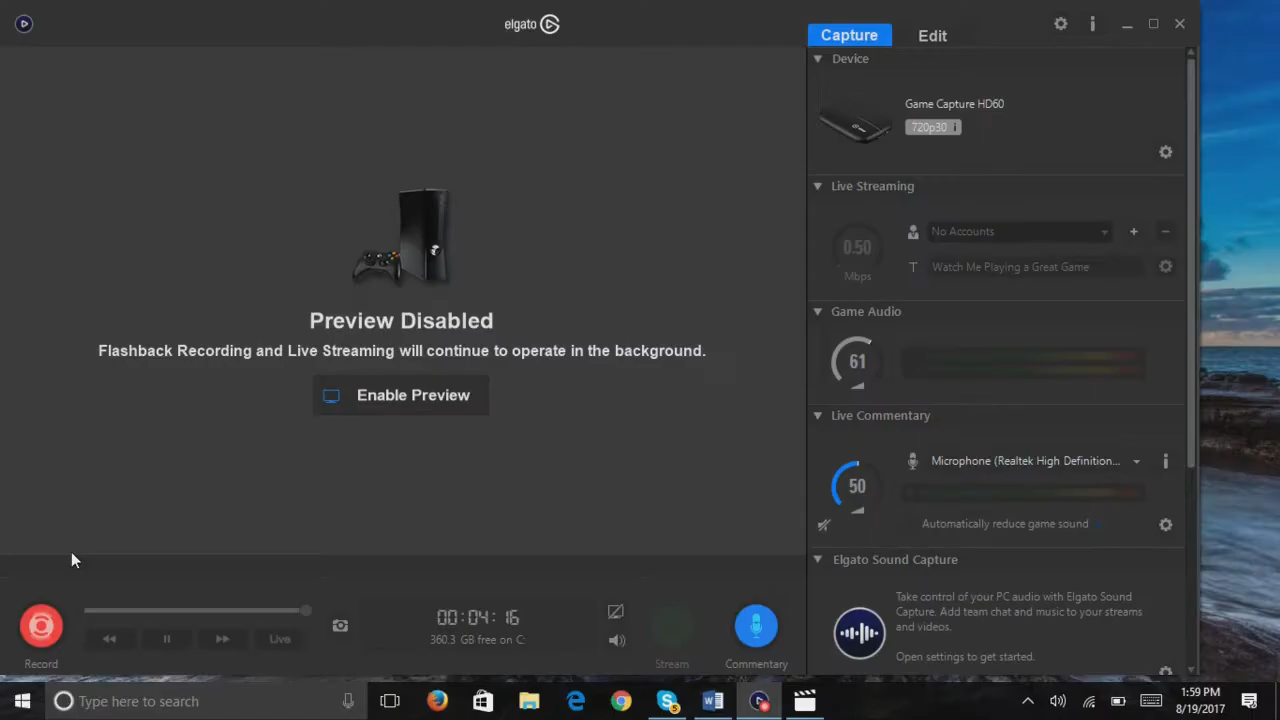 elgato
Capture
Edit
Device
Game Capture HD60
720p30 i
Live Streaming
0.50
Mbps
No Accounts
T
Watch Me Playing a Great Game
Game Audio
61
Preview Disabled
Flashback Recording and Live Streaming will continue to operate in the background.
Enable Preview
Live Commentary
50
Microphone (Realtek High Definition...
Automatically reduce game sound
Elgato Sound Capture
Take control of your PC audio with Elgato Sound
Capture. Add team chat and music to your streams
and videos.
Open settings to get started.
Record
Live
00:04:16
360.3 GB free on C:
Stream
Commentary
Type here to search
1:59 PM
8/19/2017